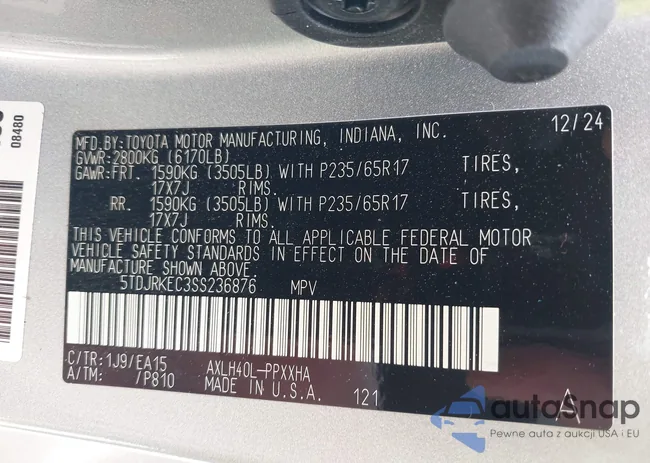 08480
MFD.BY:TOYOTA MOTOR MANUFACTURING, INDIANA, INC. 12/24
GVWR:2800KG (6170LB)
GAWR:FRT. 1590KG (3505LB) WITH P235/65R17 TIRES,
17X7J RIMS.
RR. 1590KG (3505LB) WITH P235/65R17 TIRES,
17X7J RIMS.
THIS VEHICLE CONFORMS TO ALL APPLICABLE FEDERAL MOTOR
VEHICLE SAFETY STANDARDS IN EFFECT ON THE DATE OF
MANUFACTURE SHOWN ABOVE.
5TDJRKEC3SS236876 MPV
C/TR:1J9/EA15 AXLH40L-PPXXHA
A/TM: /P810 MADE IN U.S.A. 121 A
autoSnap
Pewne auta z aukcji USA i EU